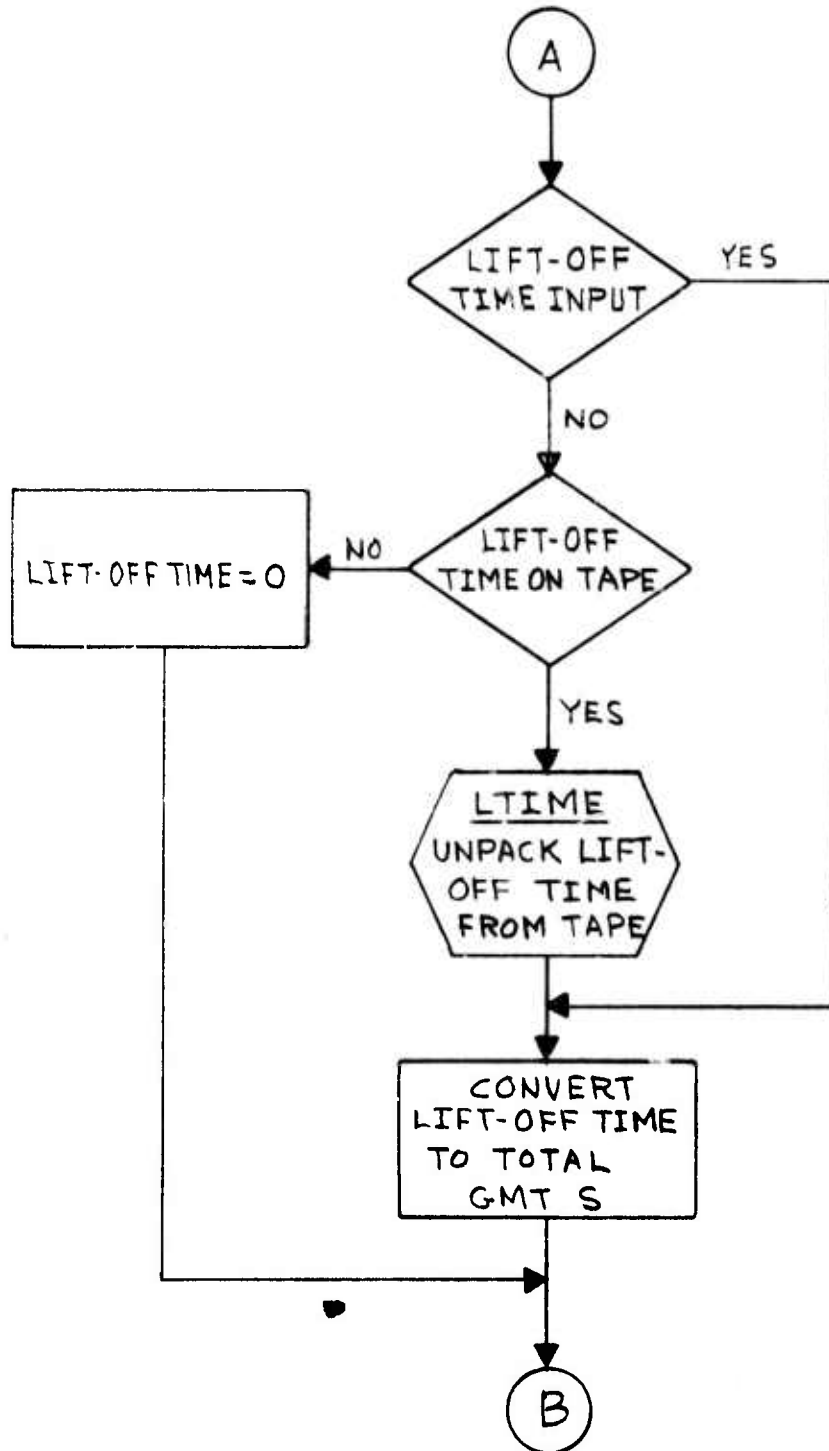 A
LIFT-OFF
TIME INPUT
YES
NO
LIFT-OFF
TIME ON TAPE
NO
LIFT-OFF TIME = 0
YES
LTIME
UNPACK LIFT-
OFF TIME
FROM TAPE
CONVERT
LIFT-OFF TIME
TO TOTAL
GMT S
B